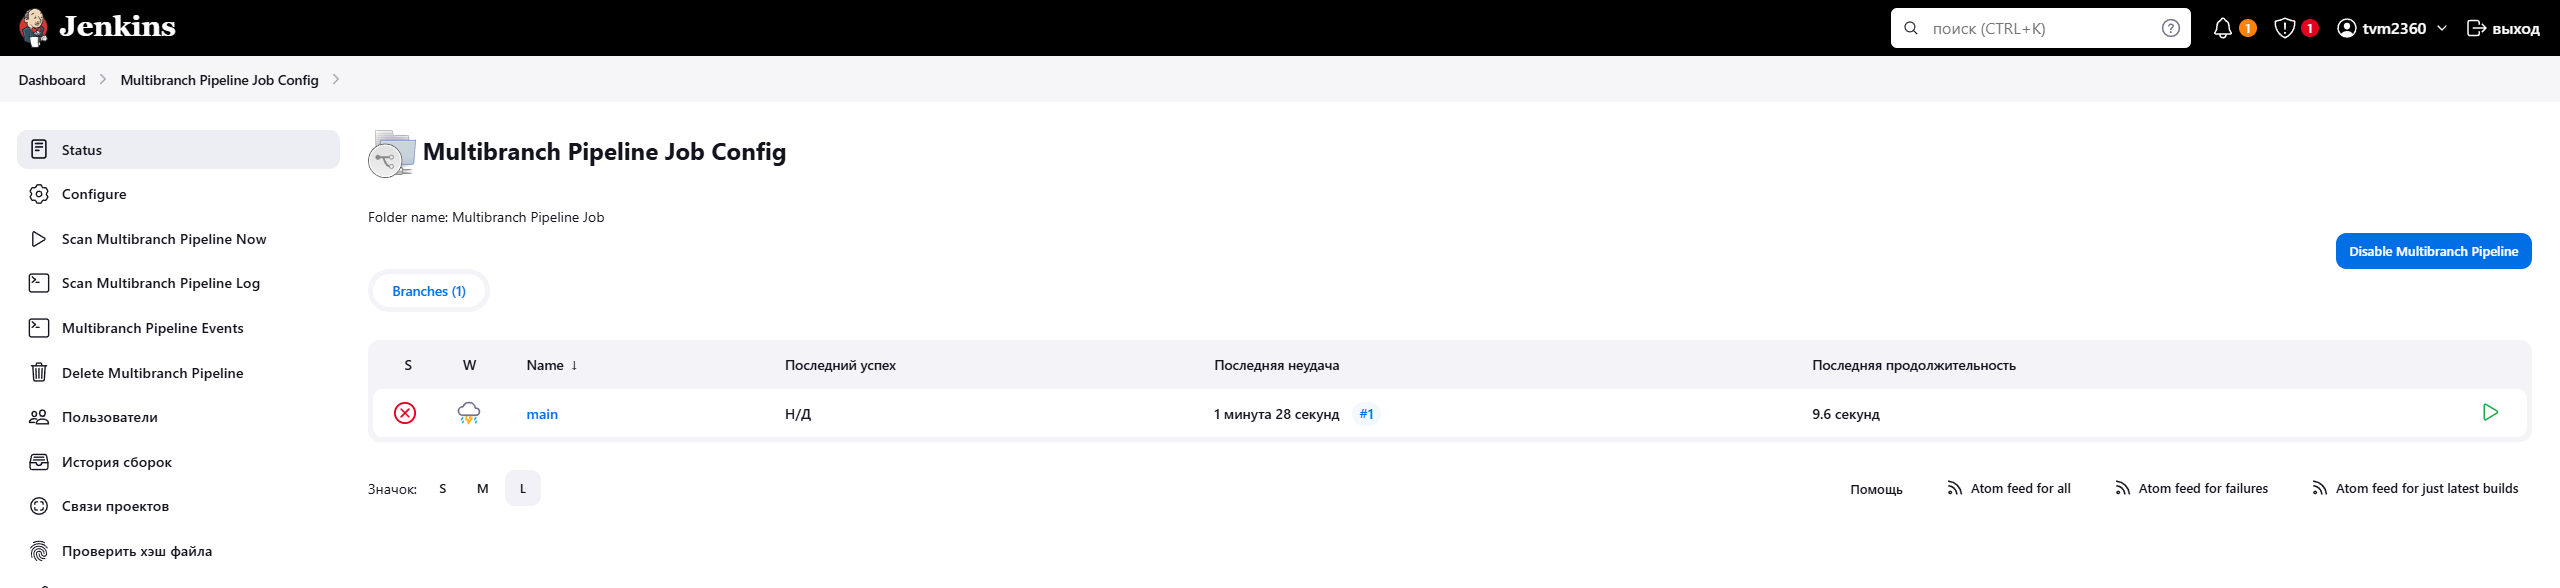 Jenkins
поиск (CTRL+K)
1
1
tvm2360
выход
Dashboard
Multibranch Pipeline Job Config
Status
Configure
Scan Multibranch Pipeline Now
Scan Multibranch Pipeline Log
Multibranch Pipeline Events
Delete Multibranch Pipeline
Пользователи
История сборок
Связи проектов
Проверить хэш файла
Multibranch Pipeline Job Config
Folder name: Multibranch Pipeline Job
Disable Multibranch Pipeline
Branches (1)
S W Name ↓ Последний успех Последняя неудача Последняя продолжительность
main Н/Д 1 минута 28 секунд #1 9.6 секунд
Значок: S M L
Помощь Atom feed for all Atom feed for failures Atom feed for just latest builds